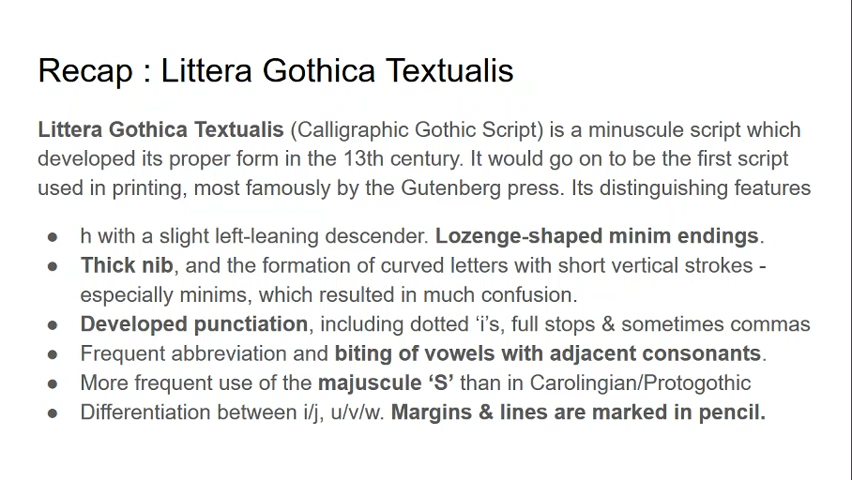 Recap : Littera Gothica Textualis
Littera Gothica Textualis (Calligraphic Gothic Script) is a minuscule script which
developed its proper form in the 13th century. It would go on to be the first script
used in printing, most famously by the Gutenberg press. Its distinguishing features
● h with a slight left-leaning descender. Lozenge-shaped minim endings.
● Thick nib, and the formation of curved letters with short vertical strokes -
especially minims, which resulted in much confusion.
● Developed punctiation, including dotted ‘i’s, full stops & sometimes commas
● Frequent abbreviation and biting of vowels with adjacent consonants.
● More frequent use of the majuscule ‘S’ than in Carolingian/Protogothic
● Differentiation between i/j, u/v/w. Margins & lines are marked in pencil.